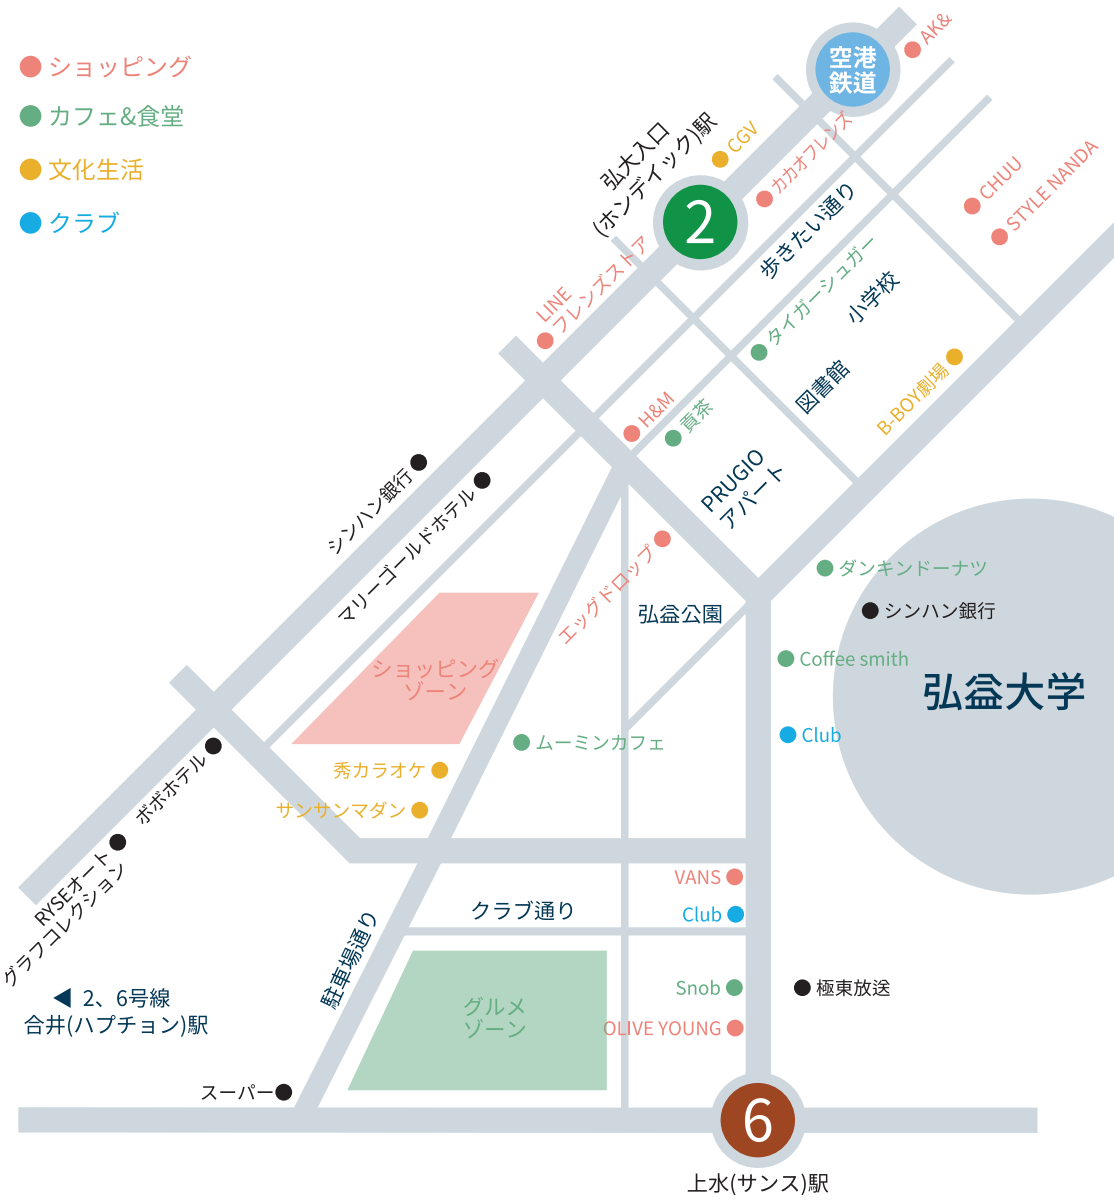 ショッピング
カフェ&食堂
文化生活
クラブ
空港
鉄道
AK&
弘大入口
(ホンデイック)駅
CGV
カカオフレンズ
2
CHUU
STYLE NANDA
歩きたい通り
LINE
フレンズストア
タイガーシュガー
小学校
図書館
B-BOY劇場
H&M
貢茶
PRUGIO
アパート
シンハン銀行
マリーゴールドホテル
エッグドロップ
弘益公園
ダンキンドーナツ
シンハン銀行
Coffee smith
弘益大学
Club
ショッピング
ゾーン
ムーミンカフェ
秀カラオケ
サンサンマダン
ボボホテル
RYSEオート
グラフコレクション
VANS
Club
クラブ通り
駐車場通り
Snob
極東放送
OLIVE YOUNG
グルメ
ゾーン
◀ 2、6号線
合井(ハプチョン)駅
スーパー
6
上水(サンス)駅